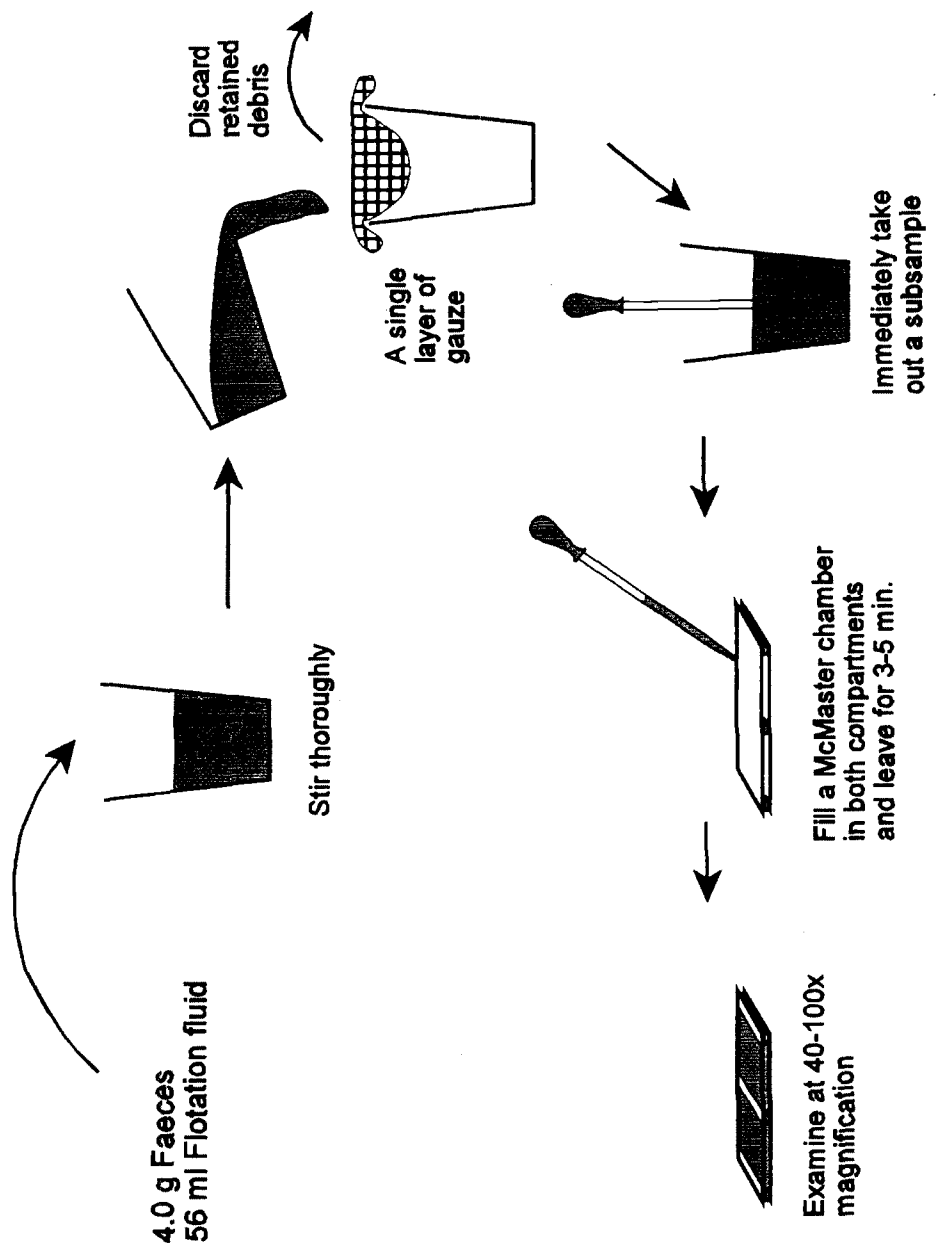 4.0 g Faeces
56 ml Flotation fluid
Stir thoroughly
A single
layer of
gauze
Discard
retained
debris
Immediately take
out a subsample
Fill a McMaster chamber
in both compartments
and leave for 3-5 min.
Examine at 40-100x
magnification